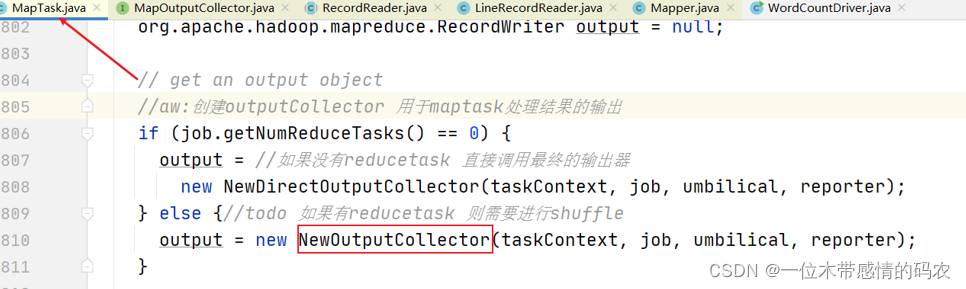 MapTask.java × MapOutputCollector.java × RecordReader.java × LineRecordReader.java × Mapper.java × WordCountDriver.java ×
802 org.apache.hadoop.mapreduce.RecordWriter output = null;
803
804 // get an output object
805 //aw:创建outputCollector 用于maptask处理结果的输出
806 if (job.getNumReduceTasks() == 0) {
807 output = //如果没有reducetask 直接调用最终的输出器
808 new NewDirectOutputCollector(taskContext, job, umbilical, reporter);
809 } else {//todo 如果有reducetask 则需要进行shuffle
810 output = new NewOutputCollector(taskContext, job, umbilical, reporter);
811 }
CSDN @一位木带感情的码农